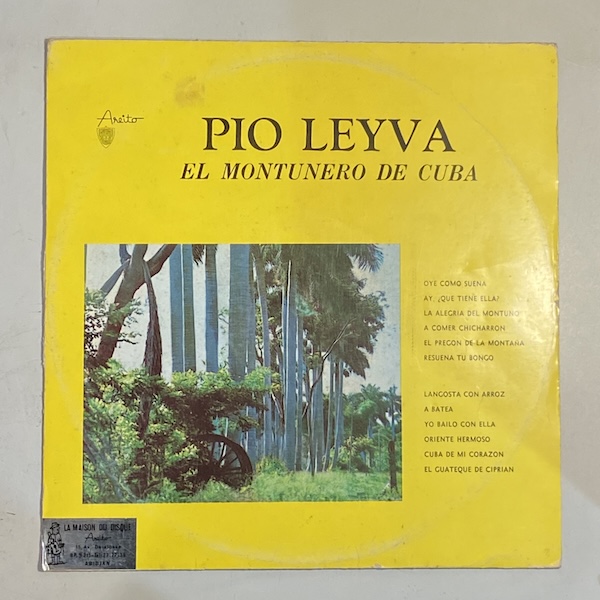 Areito
PIO LEYVA
EL MONTUNERO DE CUBA
OYE COMO SUENA
AY, ¿QUE TIENE ELLA?
LA ALEGRIA DEL MONTUNO
A COMER CHICHARRON
EL PREGON DE LA MONTAÑA
RESUENA TU BONGO
LANGOSTA CON ARROZ
A BATEA
YO BAILO CON ELLA
ORIENTE HERMOSO
CUBA DE MI CORAZON
EL GUATEQUE DE CIPRIAN
LA MAISON DU DISQUE
ABIDJAN